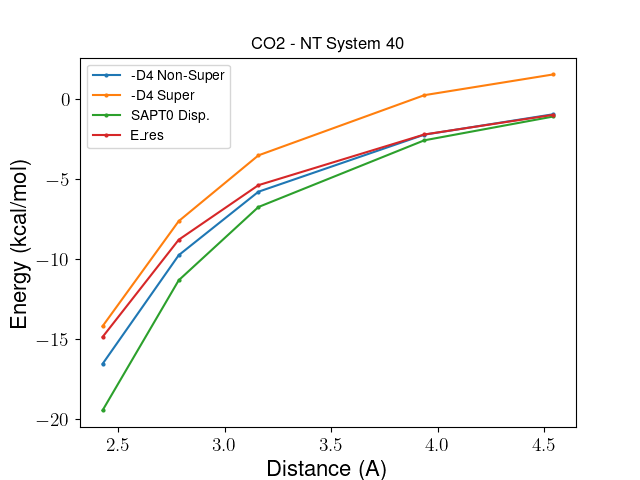 CO2 - NT System 40
-D4 Non-Super
-D4 Super
SAPT0 Disp.
E_res
Energy (kcal/mol)
0
−5
−10
−15
−20
2.5 3.0 3.5 4.0 4.5
Distance (A)